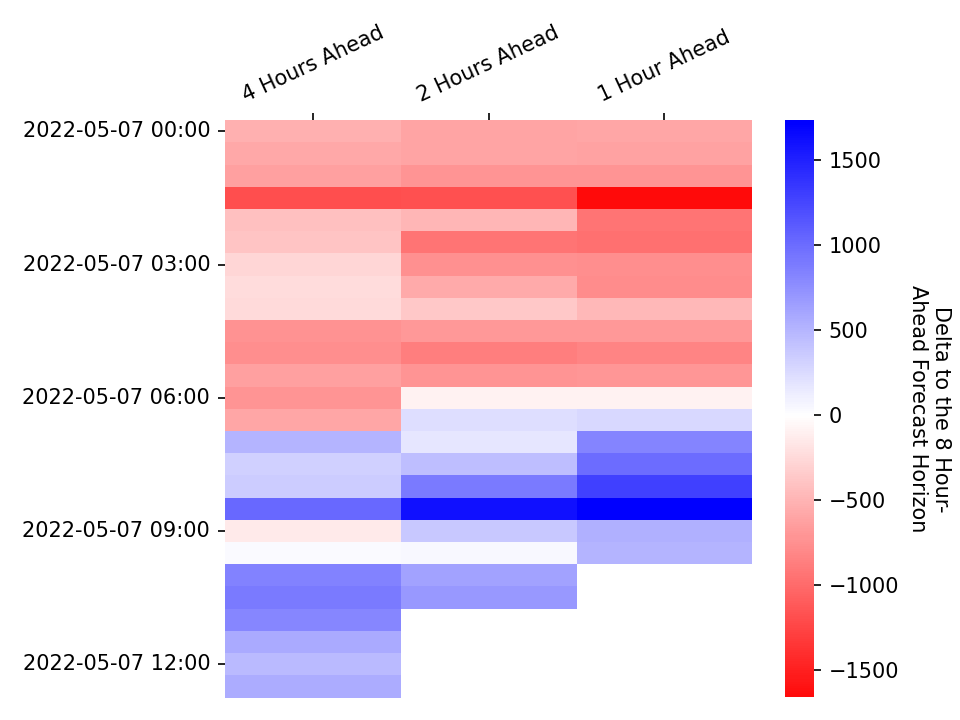 4 Hours Ahead
2 Hours Ahead
1 Hour Ahead
2022-05-07 00:00
2022-05-07 03:00
2022-05-07 06:00
2022-05-07 09:00
2022-05-07 12:00
1500
1000
500
0
−500
−1000
−1500
Delta to the 8 Hour-
Ahead Forecast Horizon